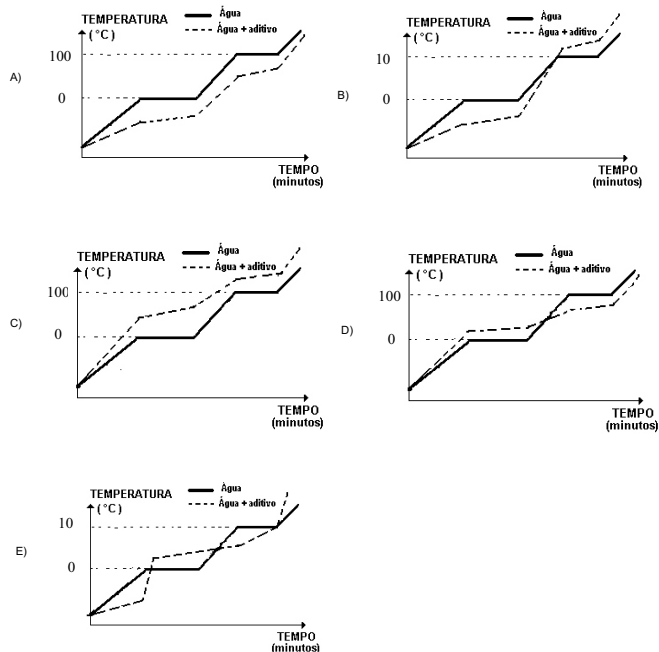 A)
TEMPERATURA
(°C)
Água
Água + aditivo
100
0
TEMPO
(minutos)
B)
TEMPERATURA
(°C)
Água
Água + aditivo
10
0
TEMPO
(minutos)
C)
TEMPERATURA
(°C)
Água
Água + aditivo
100
0
TEMPO
(minutos)
D)
TEMPERATURA
(°C)
Água
Água + aditivo
100
0
TEMPO
(minutos)
E)
TEMPERATURA
(°C)
Água
Água + aditivo
10
0
TEMPO
(minutos)